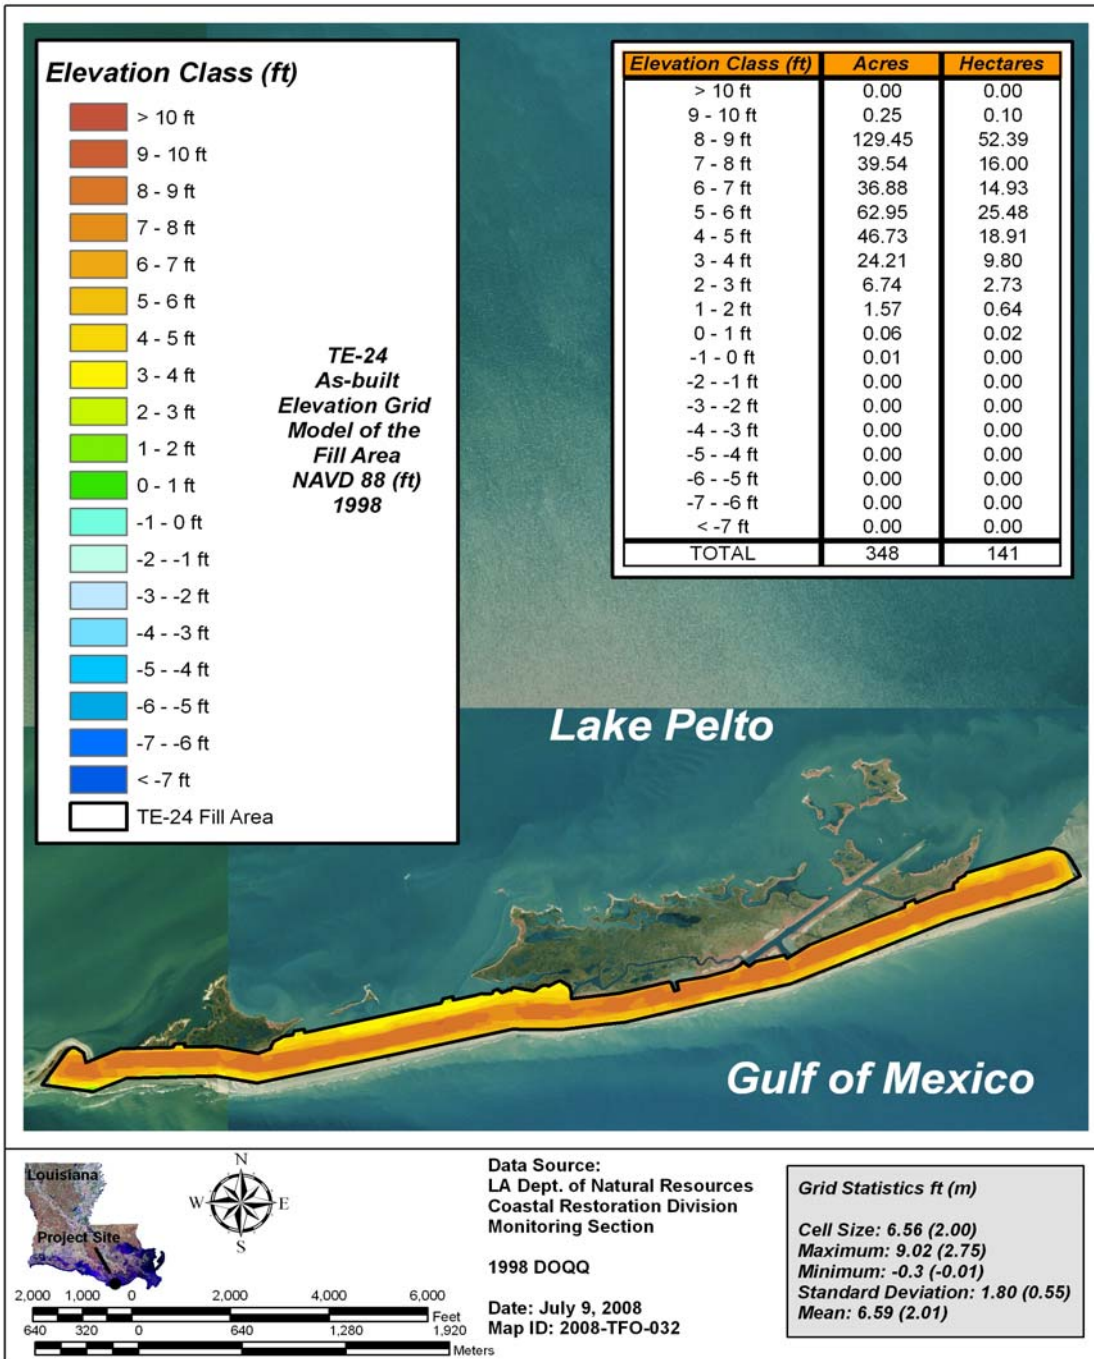 Elevation Class (ft)
> 10 ft
9 - 10 ft
8 - 9 ft
7 - 8 ft
6 - 7 ft
5 - 6 ft
4 - 5 ft
3 - 4 ft
2 - 3 ft
1 - 2 ft
0 - 1 ft
-1 - 0 ft
-2 - -1 ft
-3 - -2 ft
-4 - -3 ft
-5 - -4 ft
-6 - -5 ft
-7 - -6 ft
< -7 ft
TE-24 Fill Area
TE-24
As-built
Elevation Grid
Model of the
Fill Area
NAVD 88 (ft)
1998
Elevation Class (ft) Acres Hectares
> 10 ft 0.00 0.00
9 - 10 ft 0.25 0.10
8 - 9 ft 129.45 52.39
7 - 8 ft 39.54 16.00
6 - 7 ft 36.88 14.93
5 - 6 ft 62.95 25.48
4 - 5 ft 46.73 18.91
3 - 4 ft 24.21 9.80
2 - 3 ft 6.74 2.73
1 - 2 ft 1.57 0.64
0 - 1 ft 0.06 0.02
-1 - 0 ft 0.01 0.00
-2 - -1 ft 0.00 0.00
-3 - -2 ft 0.00 0.00
-4 - -3 ft 0.00 0.00
-5 - -4 ft 0.00 0.00
-6 - -5 ft 0.00 0.00
-7 - -6 ft 0.00 0.00
< -7 ft 0.00 0.00
TOTAL 348 141
Lake Pelto
Gulf of Mexico
Louisiana
Project Site
N
W E
S
2,000 1,000 0 2,000 4,000 6,000
Feet
640 320 0 640 1,280 1,920
Meters
Data Source:
LA Dept. of Natural Resources
Coastal Restoration Division
Monitoring Section
1998 DOQQ
Date: July 9, 2008
Map ID: 2008-TFO-032
Grid Statistics ft (m)
Cell Size: 6.56 (2.00)
Maximum: 9.02 (2.75)
Minimum: -0.3 (-0.01)
Standard Deviation: 1.80 (0.55)
Mean: 6.59 (2.01)